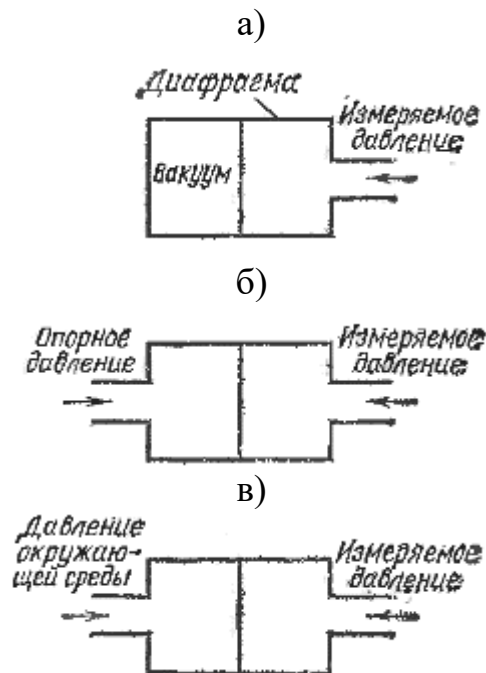 а)
Диафрагма
Измеряемое
давление
вакуум
б)
Опорное
давление
Измеряемое
давление
в)
Давление
окружаю-
щей среды
Измеряемое
давление